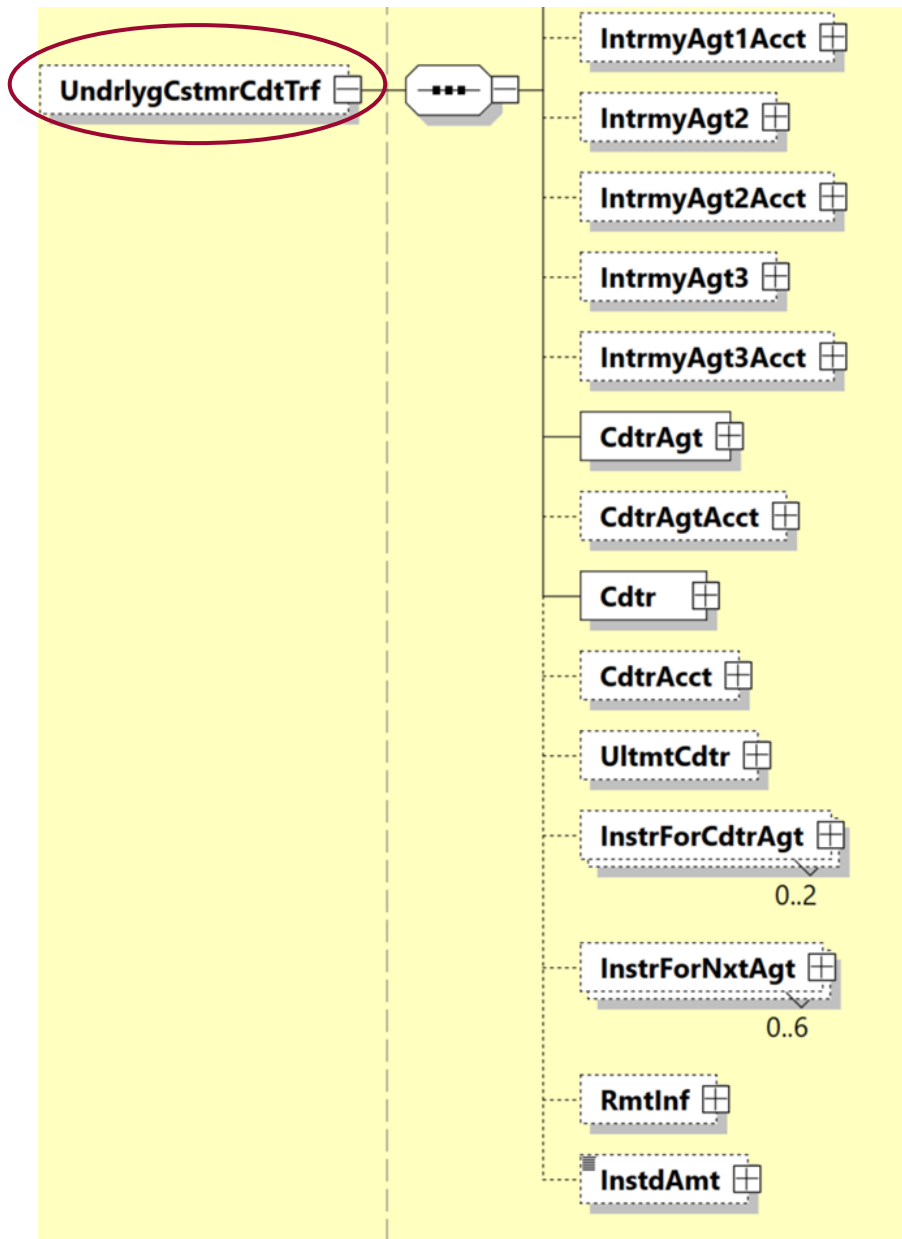 IntrmyAgt1Acct
UndrlygCstmrCdtTrf
IntrmyAgt2
IntrmyAgt2Acct
IntrmyAgt3
IntrmyAgt3Acct
CdtrAgt
CdtrAgtAcct
Cdtr
CdtrAcct
UltmtCdtr
InstrForCdtrAgt
0..2
InstrForNxtAgt
0..6
RmtInf
InstdAmt